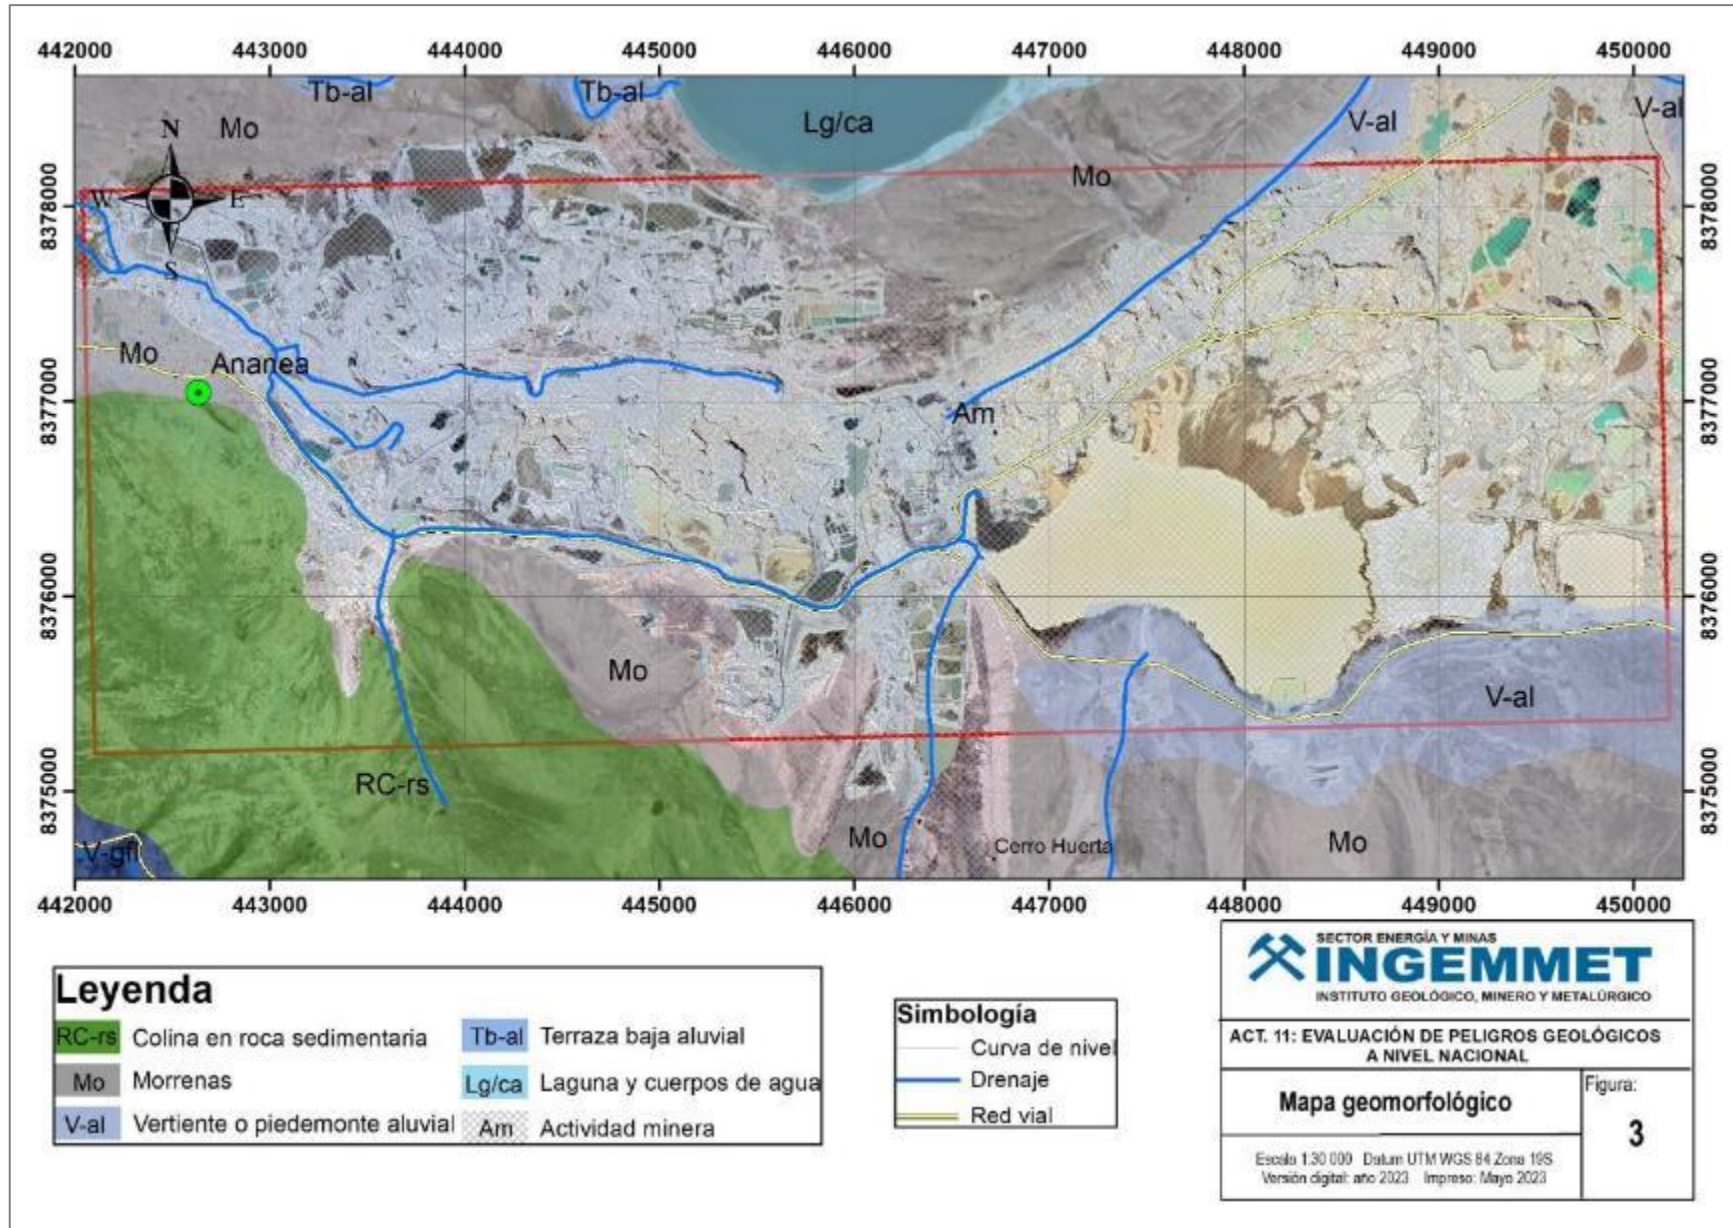 442000 443000 444000 445000 446000 447000 448000 449000 450000
Tb-al Tb-al V-al V-al
Mo Lg/ca Mo
N
W E
S
8378000 8378000
Mo Ananea
8377000 8377000
Am
8376000 8376000
Mo V-al
8375000 8375000
RC-rs
V-gfl Mo Cerro Huerta Mo
442000 443000 444000 445000 446000 447000 448000 449000 450000
Leyenda
RC-rs Colina en roca sedimentaria
Mo Morrenas
V-al Vertiente o piedemonte aluvial
Tb-al Terraza baja aluvial
Lg/ca Laguna y cuerpos de agua
Am Actividad minera
Simbología
Curva de nivel
Drenaje
Red vial
SECTOR ENERGÍA Y MINAS
INGEMMET
INSTITUTO GEOLÓGICO, MINERO Y METALÚRGICO
ACT. 11: EVALUACIÓN DE PELIGROS GEOLÓGICOS
A NIVEL NACIONAL
Mapa geomorfológico
Figura:
3
Escala 1:30 000 Datum UTM WGS 84 Zona 19S
Versión digital: año 2023 Impreso: Mayo 2023